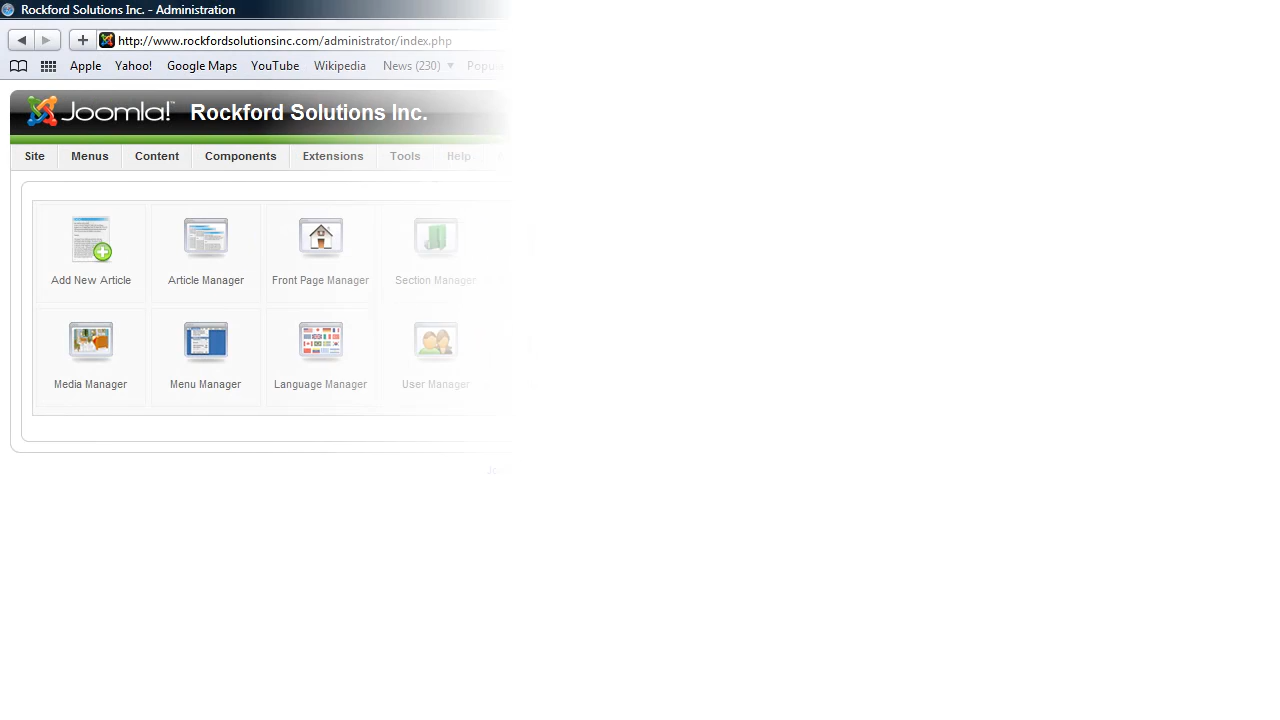 Rockford Solutions Inc. - Administration
http://www.rockfordsolutionsinc.com/administrator/index.php
Apple Yahoo! Google Maps YouTube Wikipedia News (230)
Joomla! Rockford Solutions Inc.
Site Menus Content Components Extensions Tools Help
Add New Article Article Manager Front Page Manager Section Manager
Media Manager Menu Manager Language Manager User Manager